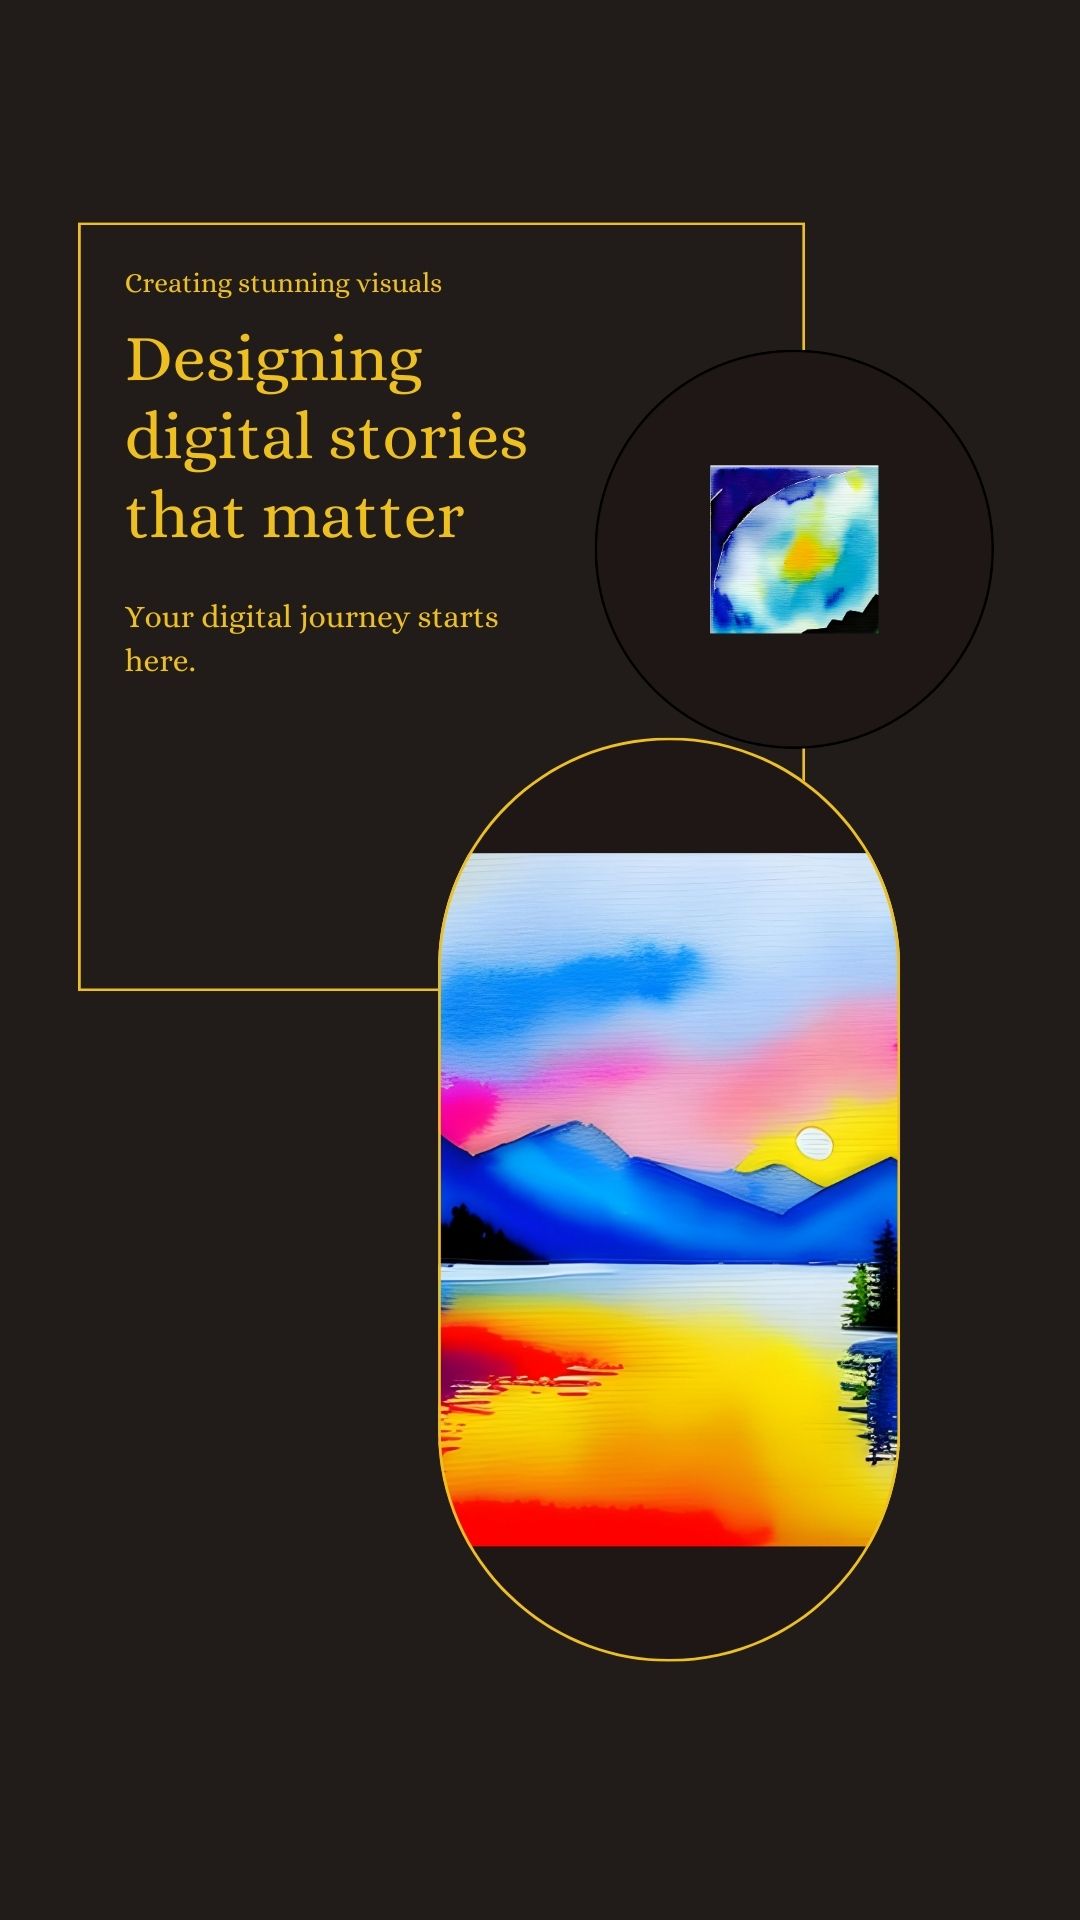 Creating stunning visuals
Designing
digital stories
that matter
Your digital journey starts
here.